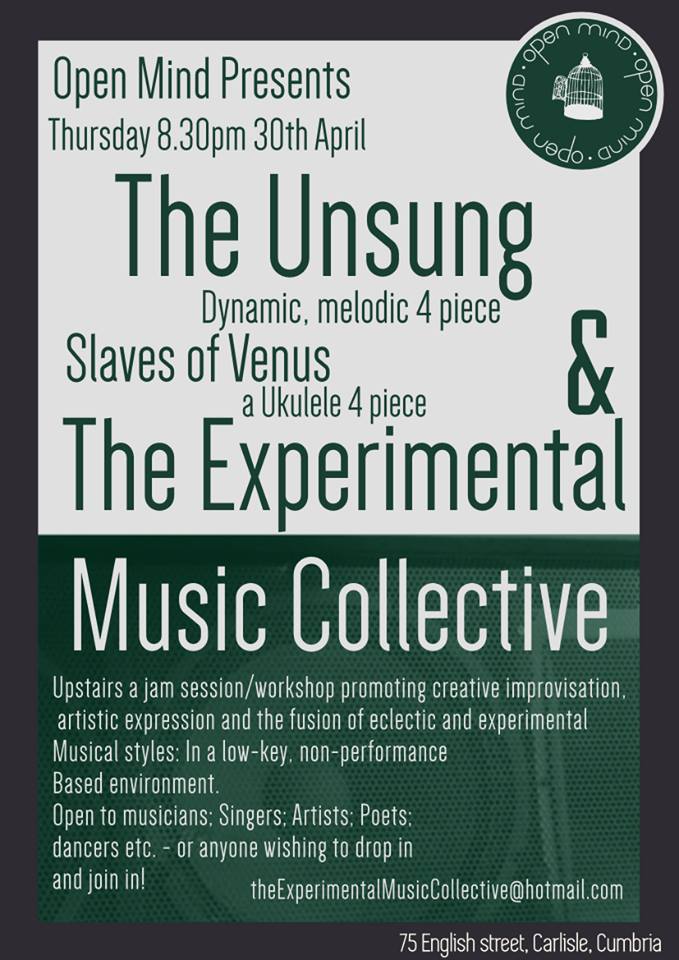 Open Mind Presents
Thursday 8.30pm 30th April
open mind · open mind · open mind · open mind ·
The Unsung
Dynamic, melodic 4 piece
Slaves of Venus
&
a Ukulele 4 piece
The Experimental
Music Collective
Upstairs a jam session/workshop promoting creative improvisation,
artistic expression and the fusion of eclectic and experimental
Musical styles: In a low-key, non-performance
Based environment.
Open to musicians; Singers; Artists; Poets;
dancers etc. - or anyone wishing to drop in
and join in!
theExperimentalMusicCollective@hotmail.com
75 English street, Carlisle, Cumbria